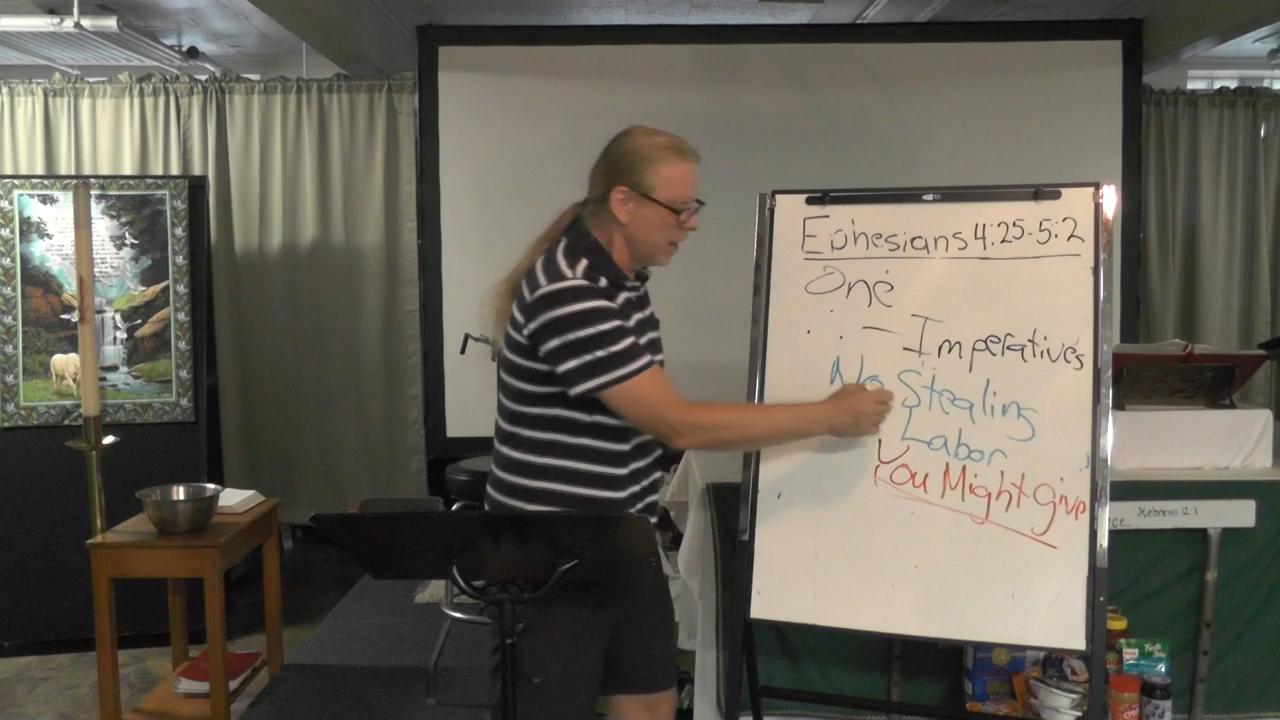 Ephesians 4:25-5:2
One
- Imperatives
No Stealing
Labor
You Might Give
Hebrews 12:1